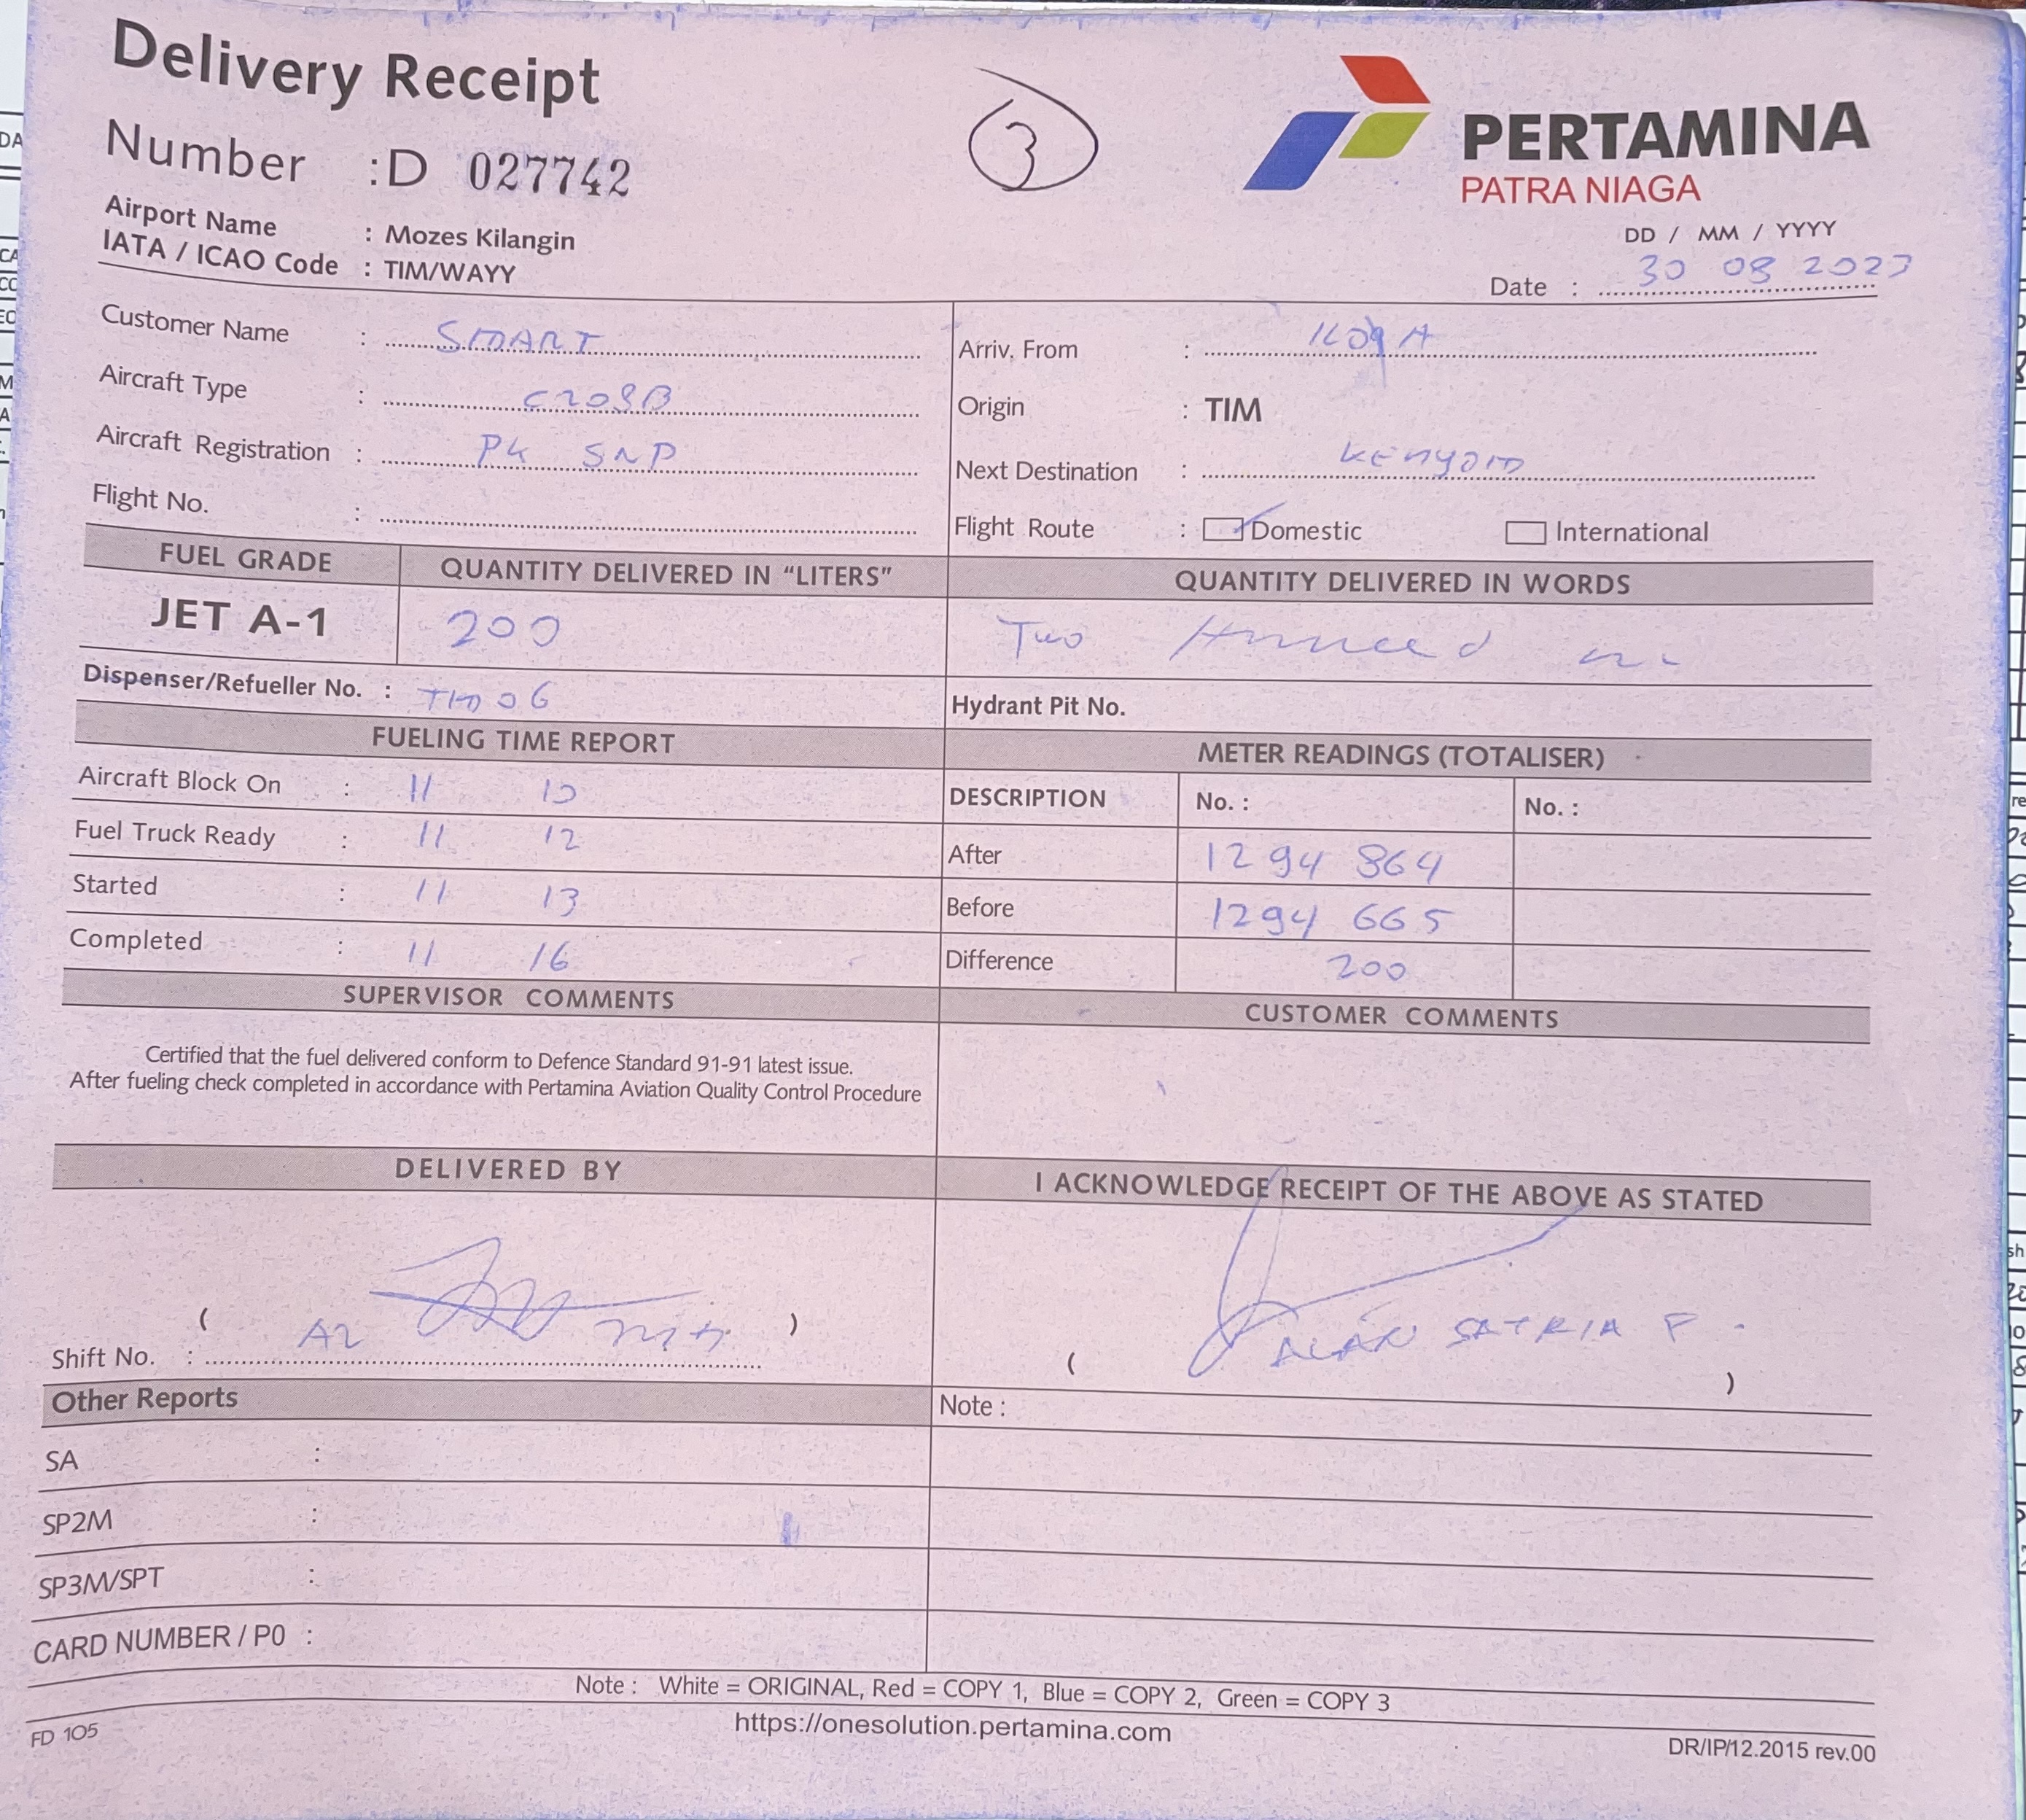 Delivery Receipt
Number : D 027742
3
PERTAMINA
PATRA NIAGA
Airport Name : Mozes Kilangin
IATA / ICAO Code : TIM/WAYY
DD / MM / YYYY
Date : 30 08 2023
Customer Name : SMART
Arriv. From : ILAGA
Aircraft Type : C208B
Origin : TIM
Aircraft Registration : PK SNP
Next Destination : KENYAM
Flight No. :
Flight Route : Domestic International
FUEL GRADE QUANTITY DELIVERED IN “LITERS” QUANTITY DELIVERED IN WORDS
JET A-1 200 Two
Dispenser/Refueller No. : TIM 06
Hydrant Pit No.
FUELING TIME REPORT METER READINGS (TOTALISER)
Aircraft Block On : 11 10
DESCRIPTION No. : No. :
Fuel Truck Ready : 11 12
After 1294 864
Started : 11 13
Before 1294 665
Completed : 11 16
Difference 200
SUPERVISOR COMMENTS CUSTOMER COMMENTS
Certified that the fuel delivered conform to Defence Standard 91-91 latest issue.
After fueling check completed in accordance with Pertamina Aviation Quality Control Procedure
DELIVERED BY I ACKNOWLEDGE RECEIPT OF THE ABOVE AS STATED
( )
Shift No. :
( ALAN SATRIA P. )
Other Reports
Note :
SA :
SP2M :
SP3M/SPT :
CARD NUMBER / P0 :
Note : White = ORIGINAL, Red = COPY 1, Blue = COPY 2, Green = COPY 3
https://onesolution.pertamina.com
FD 105
DR/IP/12.2015 rev.00